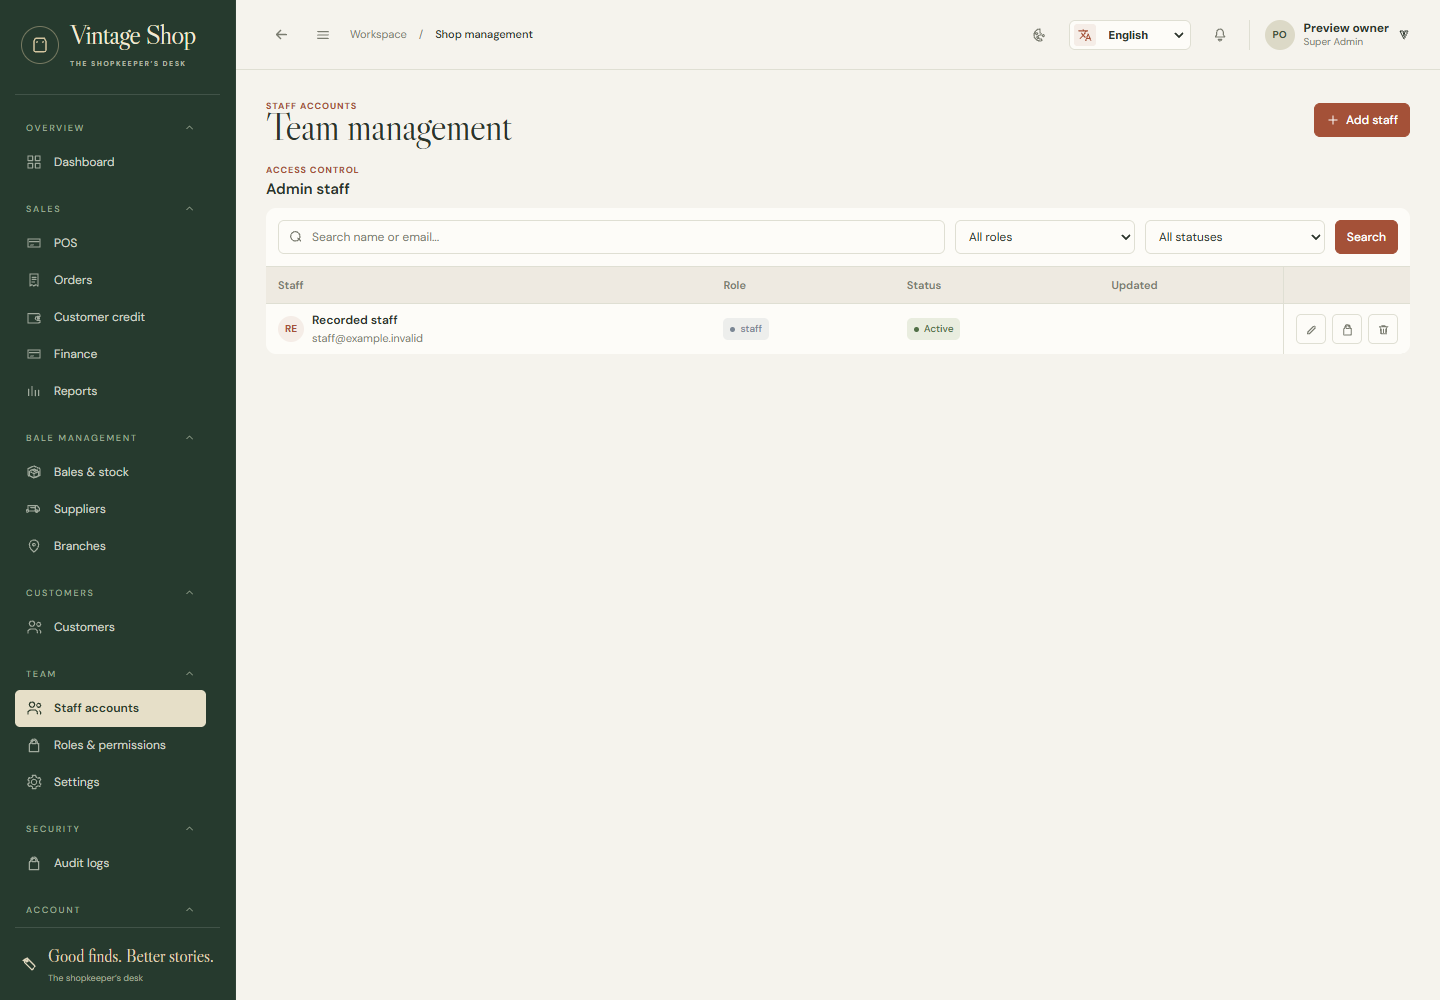 Vintage Shop
THE SHOPKEEPER'S DESK
OVERVIEW
Dashboard
SALES
POS
Orders
Customer credit
Finance
Reports
BALE MANAGEMENT
Bales & stock
Suppliers
Branches
CUSTOMERS
Customers
TEAM
Staff accounts
Roles & permissions
Settings
SECURITY
Audit logs
ACCOUNT
Good finds. Better stories.
The shopkeeper's desk
Workspace / Shop management
English
PO
Preview owner
Super Admin
STAFF ACCOUNTS
Team management
Add staff
ACCESS CONTROL
Admin staff
Search name or email...
All roles
All statuses
Search
Staff Role Status Updated
RE
Recorded staff
staff@example.invalid
staff
Active